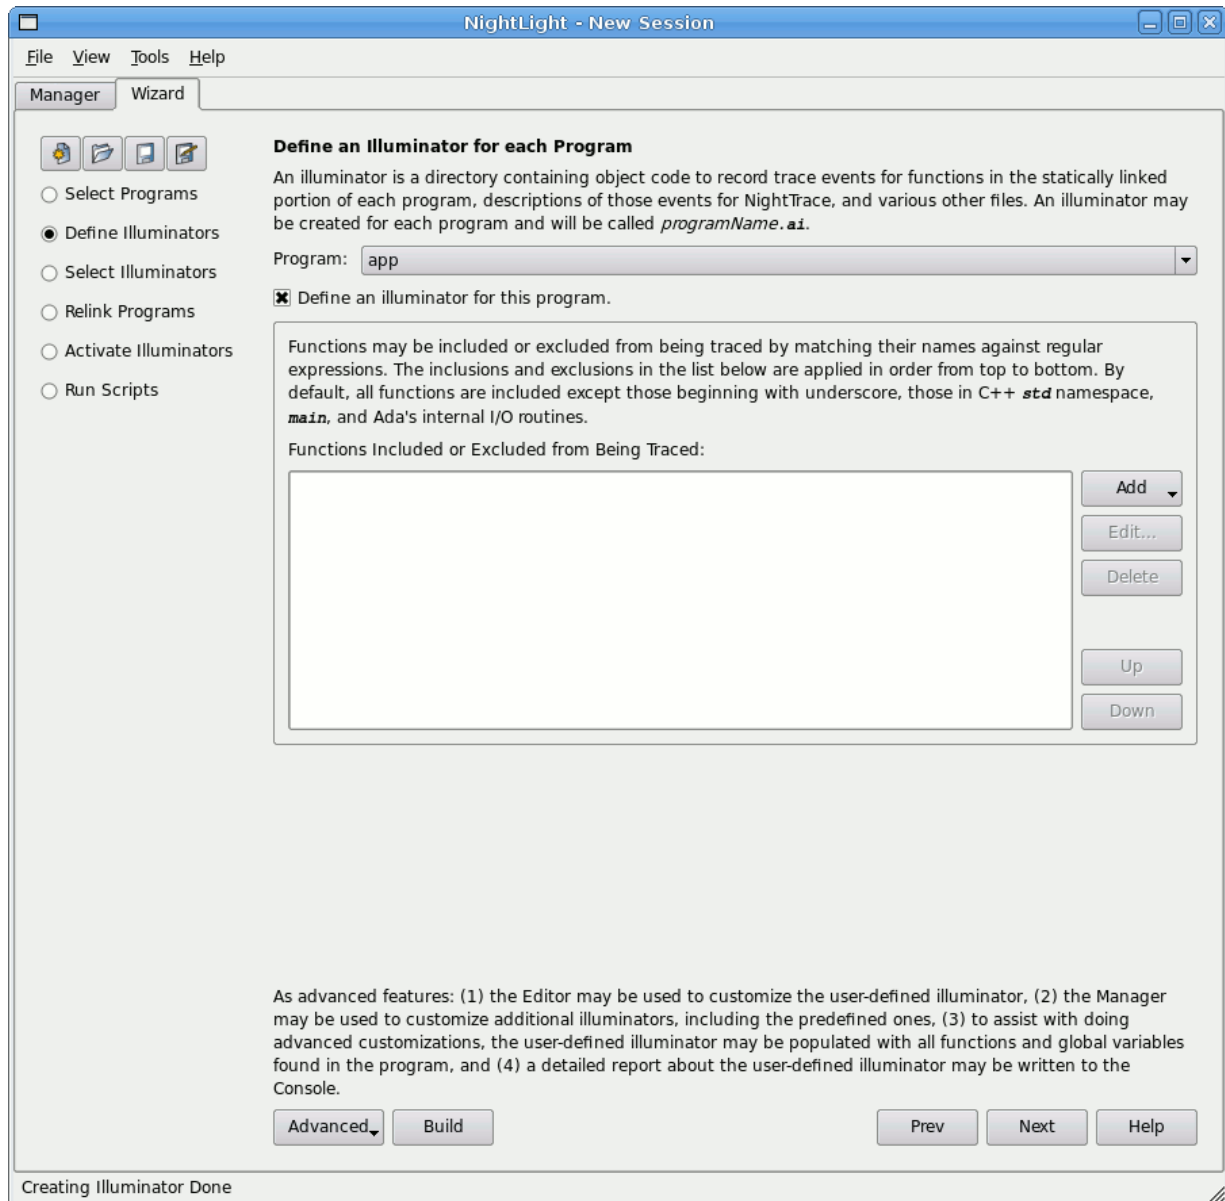 NightLight - New Session
File View Tools Help
Manager Wizard
Select Programs
Define Illuminators
Select Illuminators
Relink Programs
Activate Illuminators
Run Scripts
Define an Illuminator for each Program
An illuminator is a directory containing object code to record trace events for functions in the statically linked
portion of each program, descriptions of those events for NightTrace, and various other files. An illuminator may
be created for each program and will be called programName.ai.
Program: app
Define an illuminator for this program.
Functions may be included or excluded from being traced by matching their names against regular
expressions. The inclusions and exclusions in the list below are applied in order from top to bottom. By
default, all functions are included except those beginning with underscore, those in C++ std namespace,
main, and Ada's internal I/O routines.
Functions Included or Excluded from Being Traced:
Add
Edit...
Delete
Up
Down
As advanced features: (1) the Editor may be used to customize the user-defined illuminator, (2) the Manager
may be used to customize additional illuminators, including the predefined ones, (3) to assist with doing
advanced customizations, the user-defined illuminator may be populated with all functions and global variables
found in the program, and (4) a detailed report about the user-defined illuminator may be written to the
Console.
Advanced Build Prev Next Help
Creating Illuminator Done